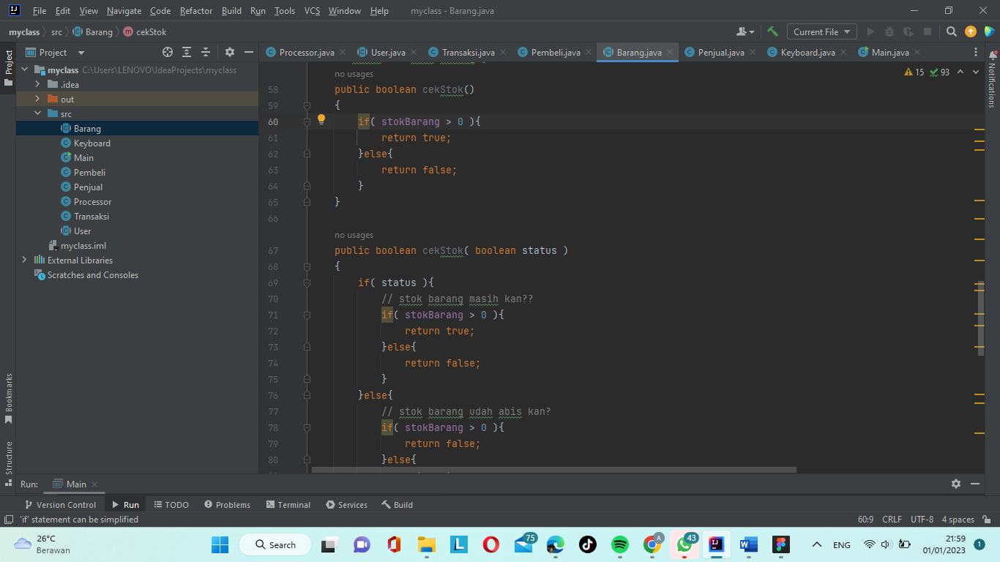 File Edit View Navigate Code Refactor Build Run Tools VCS Window Help myclass - Barang.java
myclass src Barang cekStok Current File
Project Processor.java User.java Transaksi.java Pembeli.java Barang.java Penjual.java Keyboard.java Main.java
Project
Notifications
Bookmarks
Structure
myclass C:\Users\LENOVO\IdeaProjects\myclass
.idea
out
src
Barang
Keyboard
Main
Pembeli
Penjual
Processor
Transaksi
User
myclass.iml
External Libraries
Scratches and Consoles
15 93
no usages
58 public boolean cekStok()
59 {
60 if( stokBarang > 0 ){
61 return true;
62 }else{
63 return false;
64 }
65 }
66
no usages
67 public boolean cekStok( boolean status )
68 {
69 if( status ){
70 // stok barang masih kan??
71 if( stokBarang > 0 ){
72 return true;
73 }else{
74 return false;
75 }
76 }else{
77 // stok barang udah abis kan?
78 if( stokBarang > 0 ){
79 return false;
80 }else{
Run: Main
Version Control Run TODO Problems Terminal Services Build
'if' statement can be simplified 60:9 CRLF UTF-8 4 spaces
26°C
Berawan
Search
75
43
ENG
21:59
01/01/2023
1